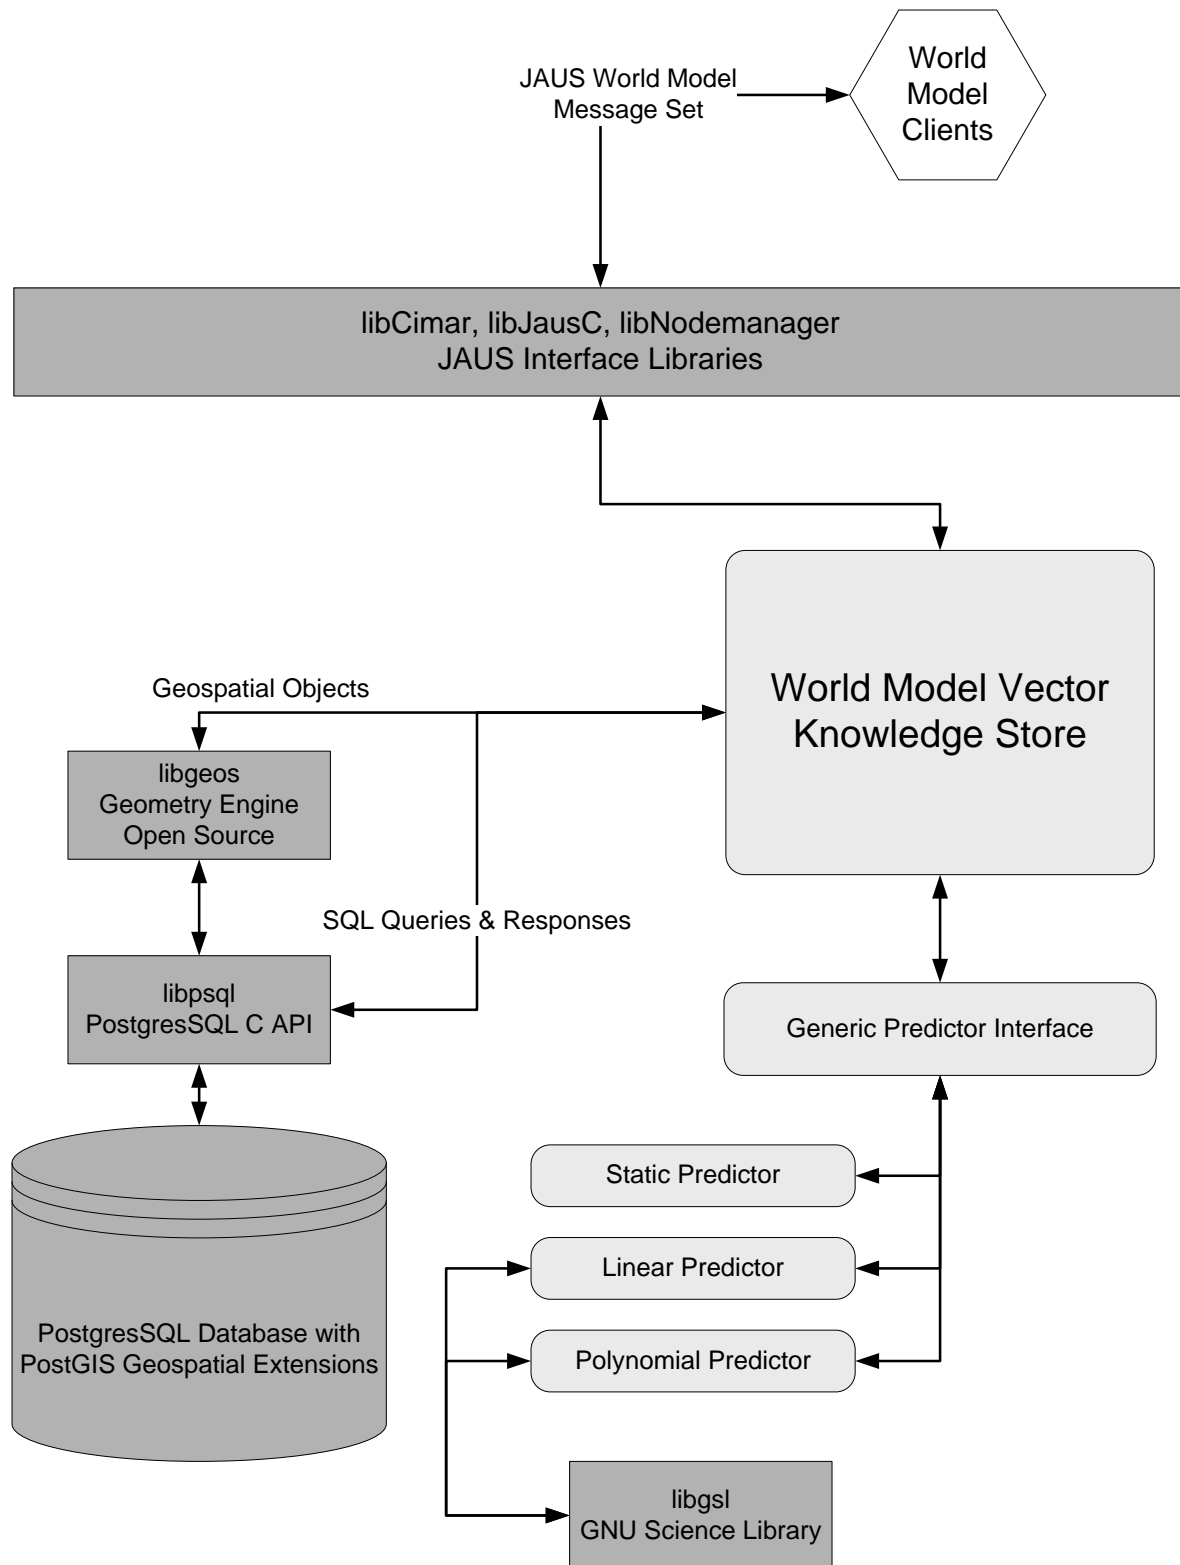 World
Model
Clients
JAUS World Model
Message Set
libCimar, libJausC, libNodemanager
JAUS Interface Libraries
World Model Vector
Knowledge Store
Geospatial Objects
libgeos
Geometry Engine
Open Source
SQL Queries & Responses
libpsql
PostgresSQL C API
Generic Predictor Interface
Static Predictor
Linear Predictor
Polynomial Predictor
PostgresSQL Database with
PostGIS Geospatial Extensions
libgsl
GNU Science Library